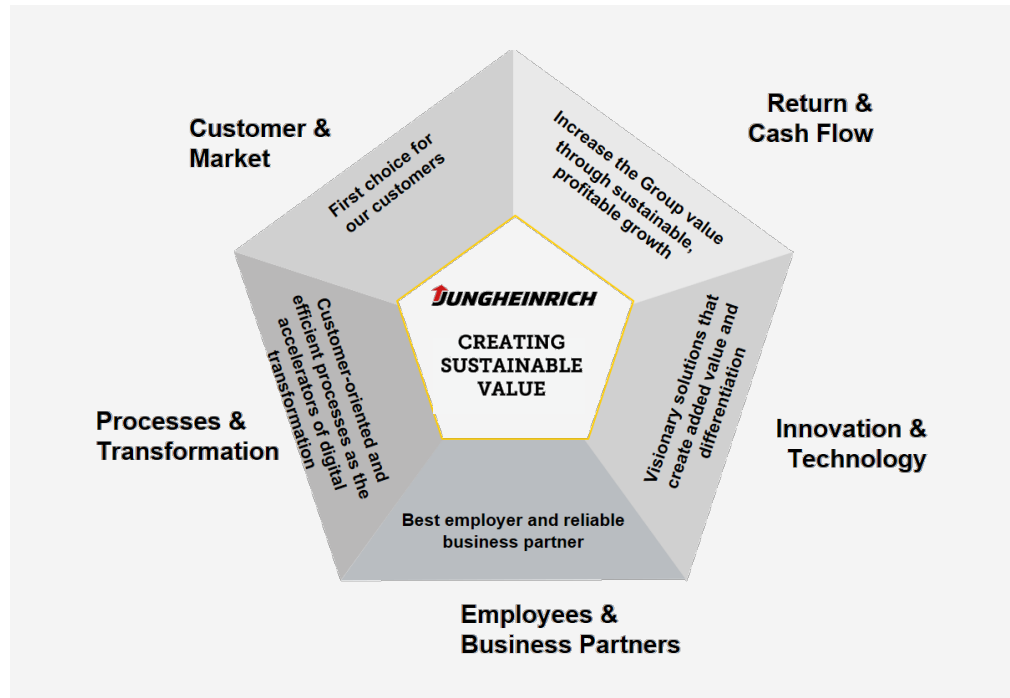 Customer &
Market
Return &
Cash Flow
First choice for
our customers
Increase the Group value
through sustainable,
profitable growth
JUNGHEINRICH
CREATING
SUSTAINABLE
VALUE
Customer-oriented and
efficient processes as the
accelerators of digital
transformation
Visionary solutions that
create added value and
differentiation
Processes &
Transformation
Innovation &
Technology
Best employer and reliable
business partner
Employees &
Business Partners